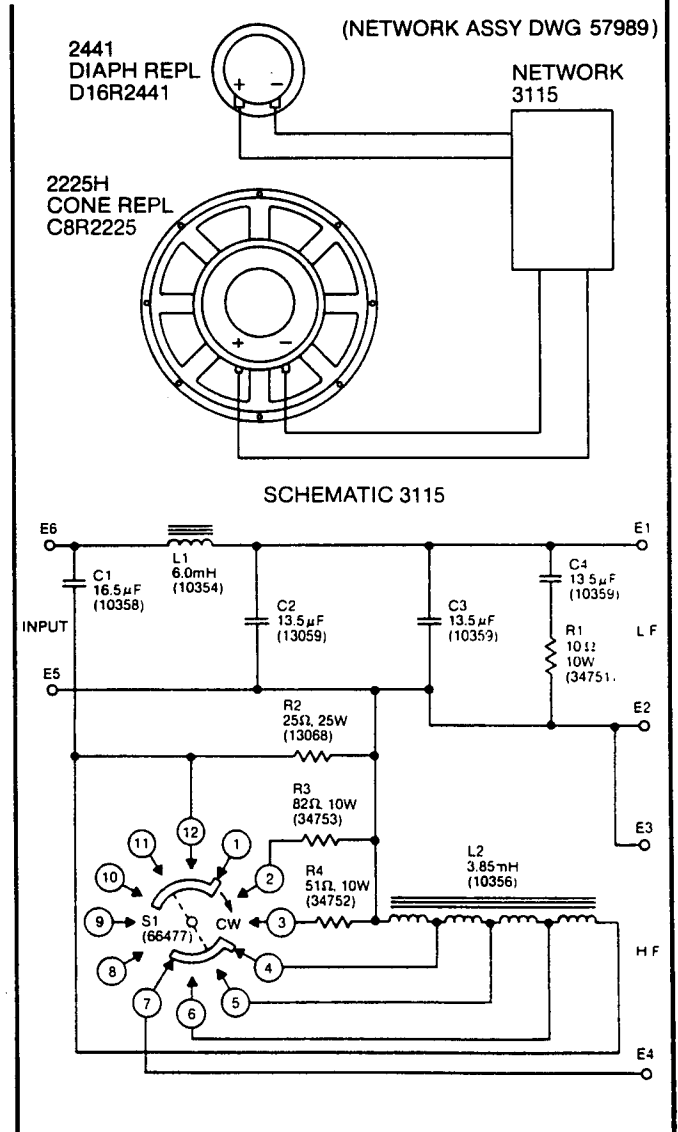 (NETWORK ASSY DWG 57989)
2441
DIAPH REPL
D16R2441
+ −
NETWORK
3115
2225H
CONE REPL
C8R2225
+ −
SCHEMATIC 3115
E6
E1
L1
6.0mH
(10354)
C1
16.5µF
(10358)
C2
13.5µF
(13059)
C3
13.5µF
(10359)
C4
13.5µF
(10359)
R1
10Ω
10W
(34751.
INPUT
LF
E5
E2
R2
25Ω, 25W
(13068)
R3
82Ω, 10W
(34753)
E3
R4
51Ω, 10W
(34752)
L2
3.85mH
(10356)
12
11
1
10
2
9
S1
(66477)
CW
3
8
4
7
5
6
HF
E4